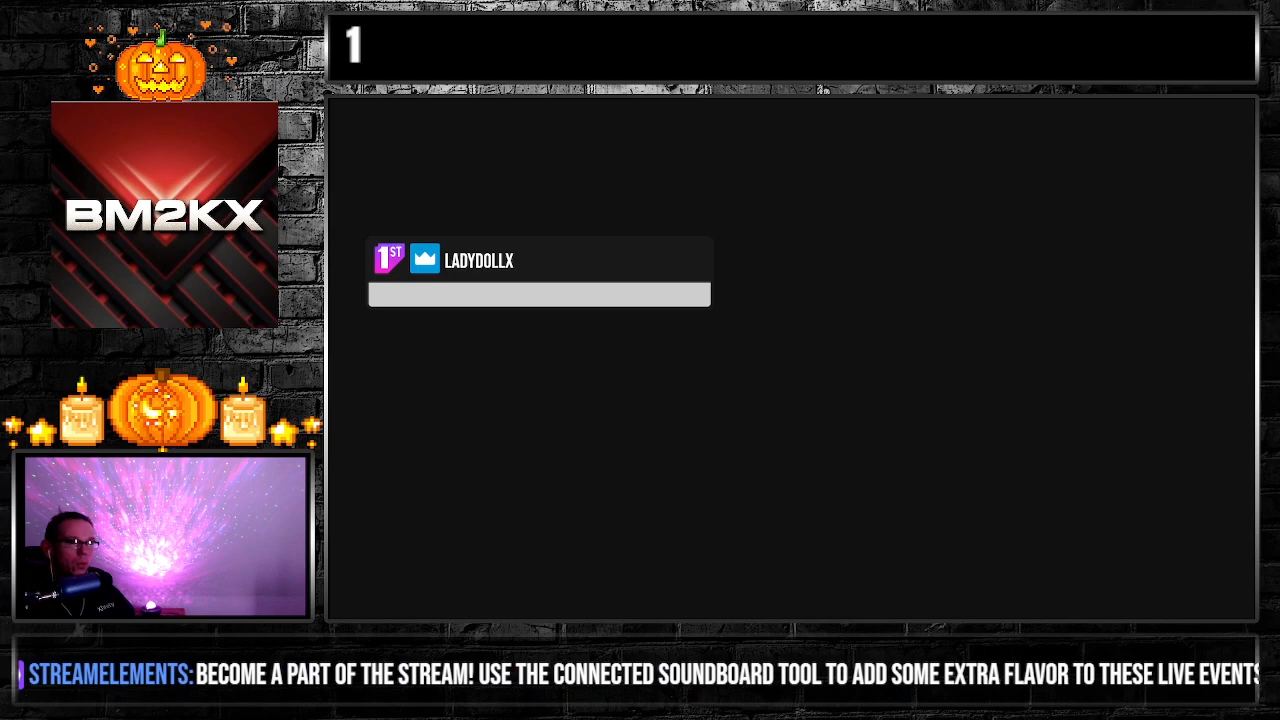 1
BM2KX
1ST LADYDOLLX
Xfinity
STREAMELEMENTS: BECOME A PART OF THE STREAM! USE THE CONNECTED SOUNDBOARD TOOL TO ADD SOME EXTRA FLAVOR TO THESE LIVE EVENTS